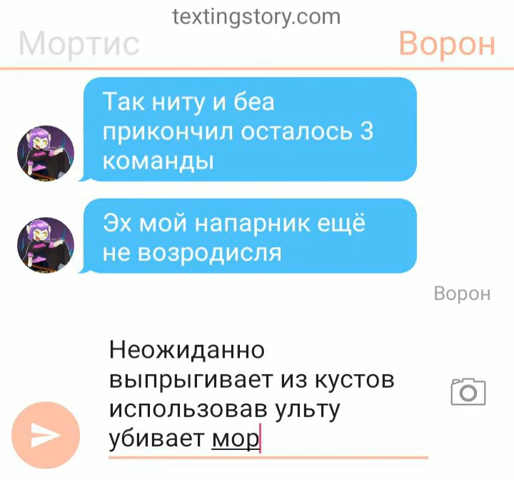 textingstory.com
Мортис
Ворон
Так ниту и беа
прикончил осталось 3
команды
Эх мой напарник ещё
не возродисля
Ворон
Неожиданно
выпрыгивает из кустов
использовав ульту
убивает мор